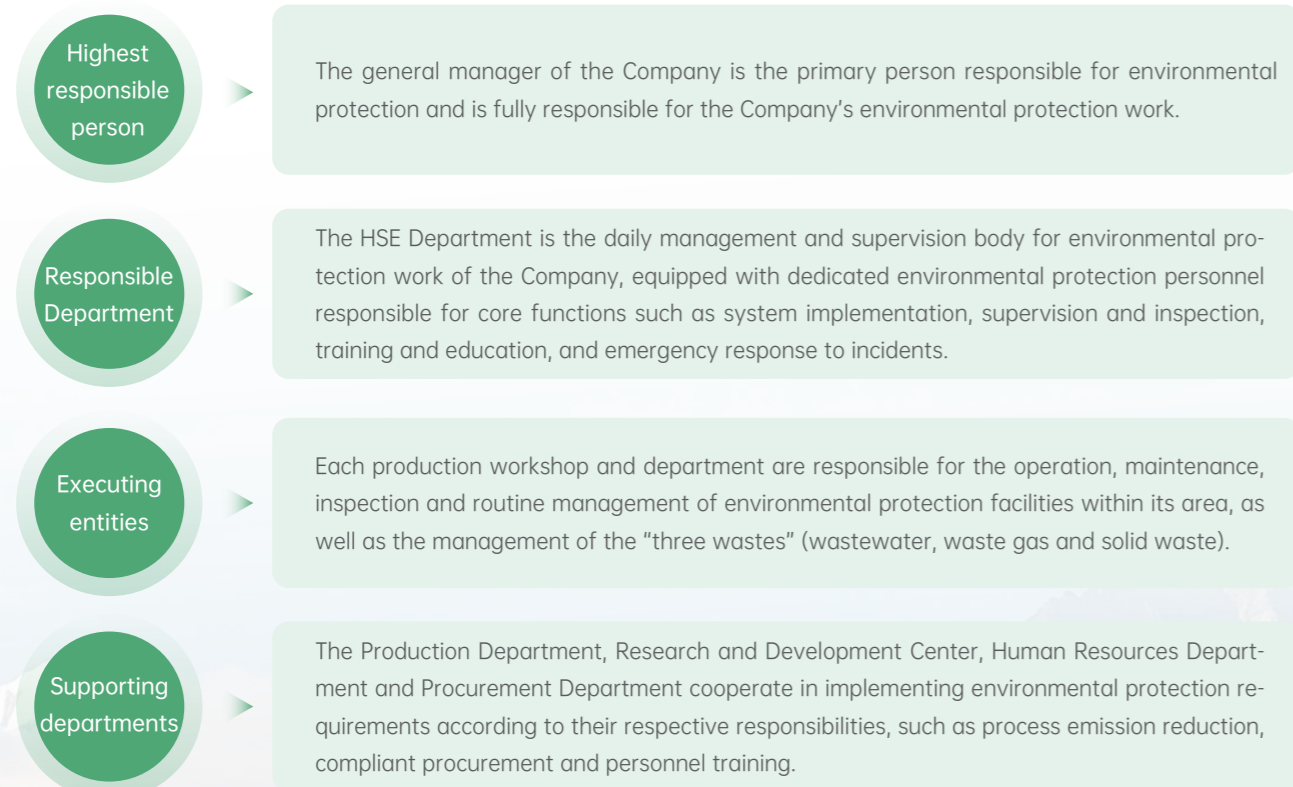 Highest
responsible
person
The general manager of the Company is the primary person responsible for environmental
protection and is fully responsible for the Company's environmental protection work.
Responsible
Department
The HSE Department is the daily management and supervision body for environmental pro-
tection work of the Company, equipped with dedicated environmental protection personnel
responsible for core functions such as system implementation, supervision and inspection,
training and education, and emergency response to incidents.
Executing
entities
Each production workshop and department are responsible for the operation, maintenance,
inspection and routine management of environmental protection facilities within its area, as
well as the management of the “three wastes” (wastewater, waste gas and solid waste).
Supporting
departments
The Production Department, Research and Development Center, Human Resources Depart-
ment and Procurement Department cooperate in implementing environmental protection re-
quirements according to their respective responsibilities, such as process emission reduction,
compliant procurement and personnel training.